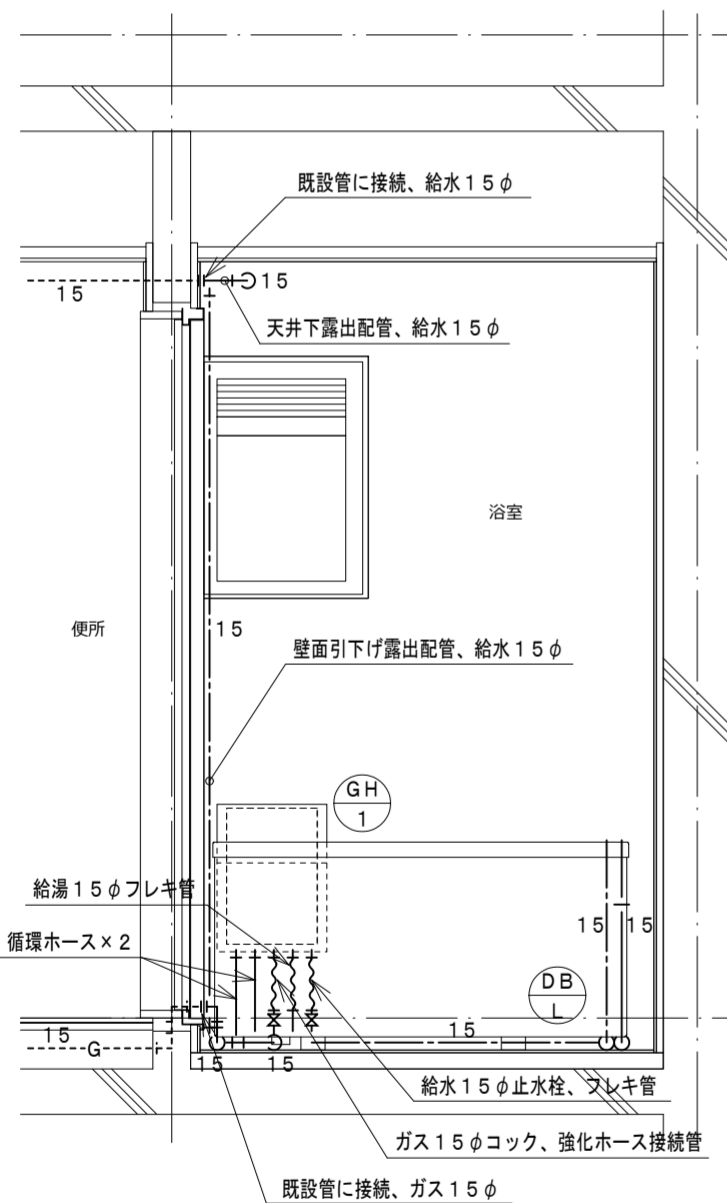 既設管に接続、給水１５φ
15
15
天井下露出配管、給水１５φ
浴室
便所
15
壁面引下げ露出配管、給水１５φ
GH
1
給湯１５φフレキ管
循環ホース×２
15
15
DB
L
15
15
G
15
15
給水１５φ止水栓、フレキ管
ガス１５φコック、強化ホース接続管
既設管に接続、ガス１５φ